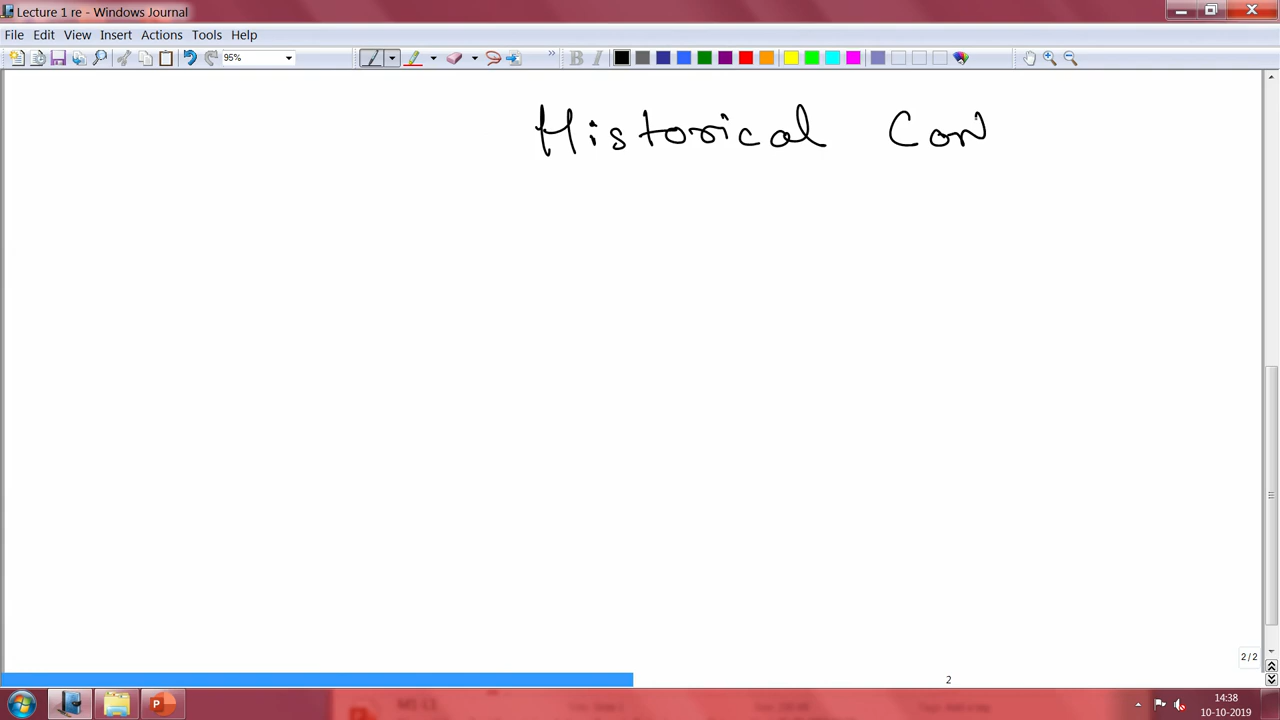 Lecture 1 re - Windows Journal
File Edit View Insert Actions Tools Help
95%
B I
Historical Con
2/2
2
14:38
10-10-2019